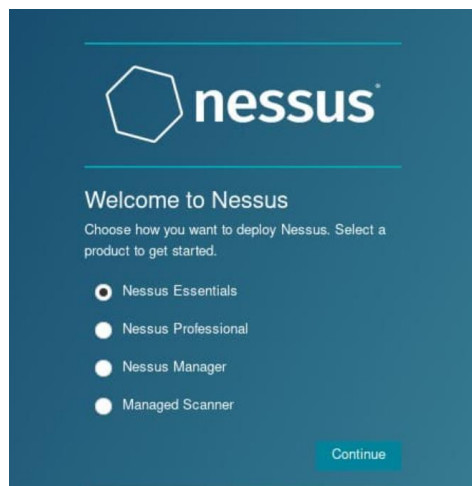 nessus®
Welcome to Nessus
Choose how you want to deploy Nessus. Select a
product to get started.
Nessus Essentials
Nessus Professional
Nessus Manager
Managed Scanner
Continue